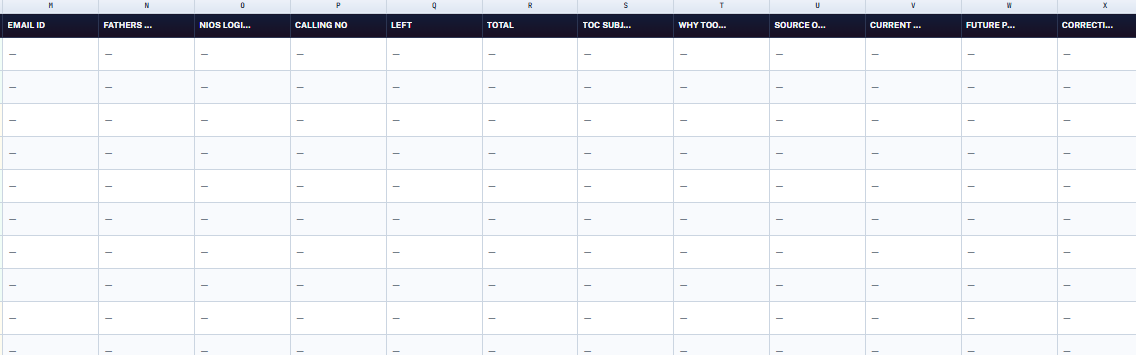 M N O P Q R S T U V W X
EMAIL ID FATHERS ... NIOS LOGI... CALLING NO LEFT TOTAL TOC SUBJ... WHY TOO... SOURCE O... CURRENT ... FUTURE P... CORRECTI...
— — — — — — — — — — — —
— — — — — — — — — — — —
— — — — — — — — — — — —
— — — — — — — — — — — —
— — — — — — — — — — — —
— — — — — — — — — — — —
— — — — — — — — — — — —
— — — — — — — — — — — —
— — — — — — — — — — — —
— — — — — — — — — — — —